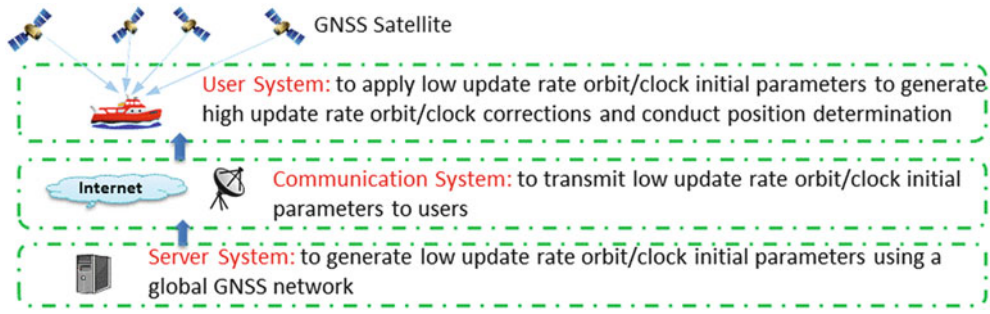 GNSS Satellite
User System: to apply low update rate orbit/clock initial parameters to generate
high update rate orbit/clock corrections and conduct position determination
Internet
Communication System: to transmit low update rate orbit/clock initial
parameters to users
Server System: to generate low update rate orbit/clock initial parameters using a
global GNSS network